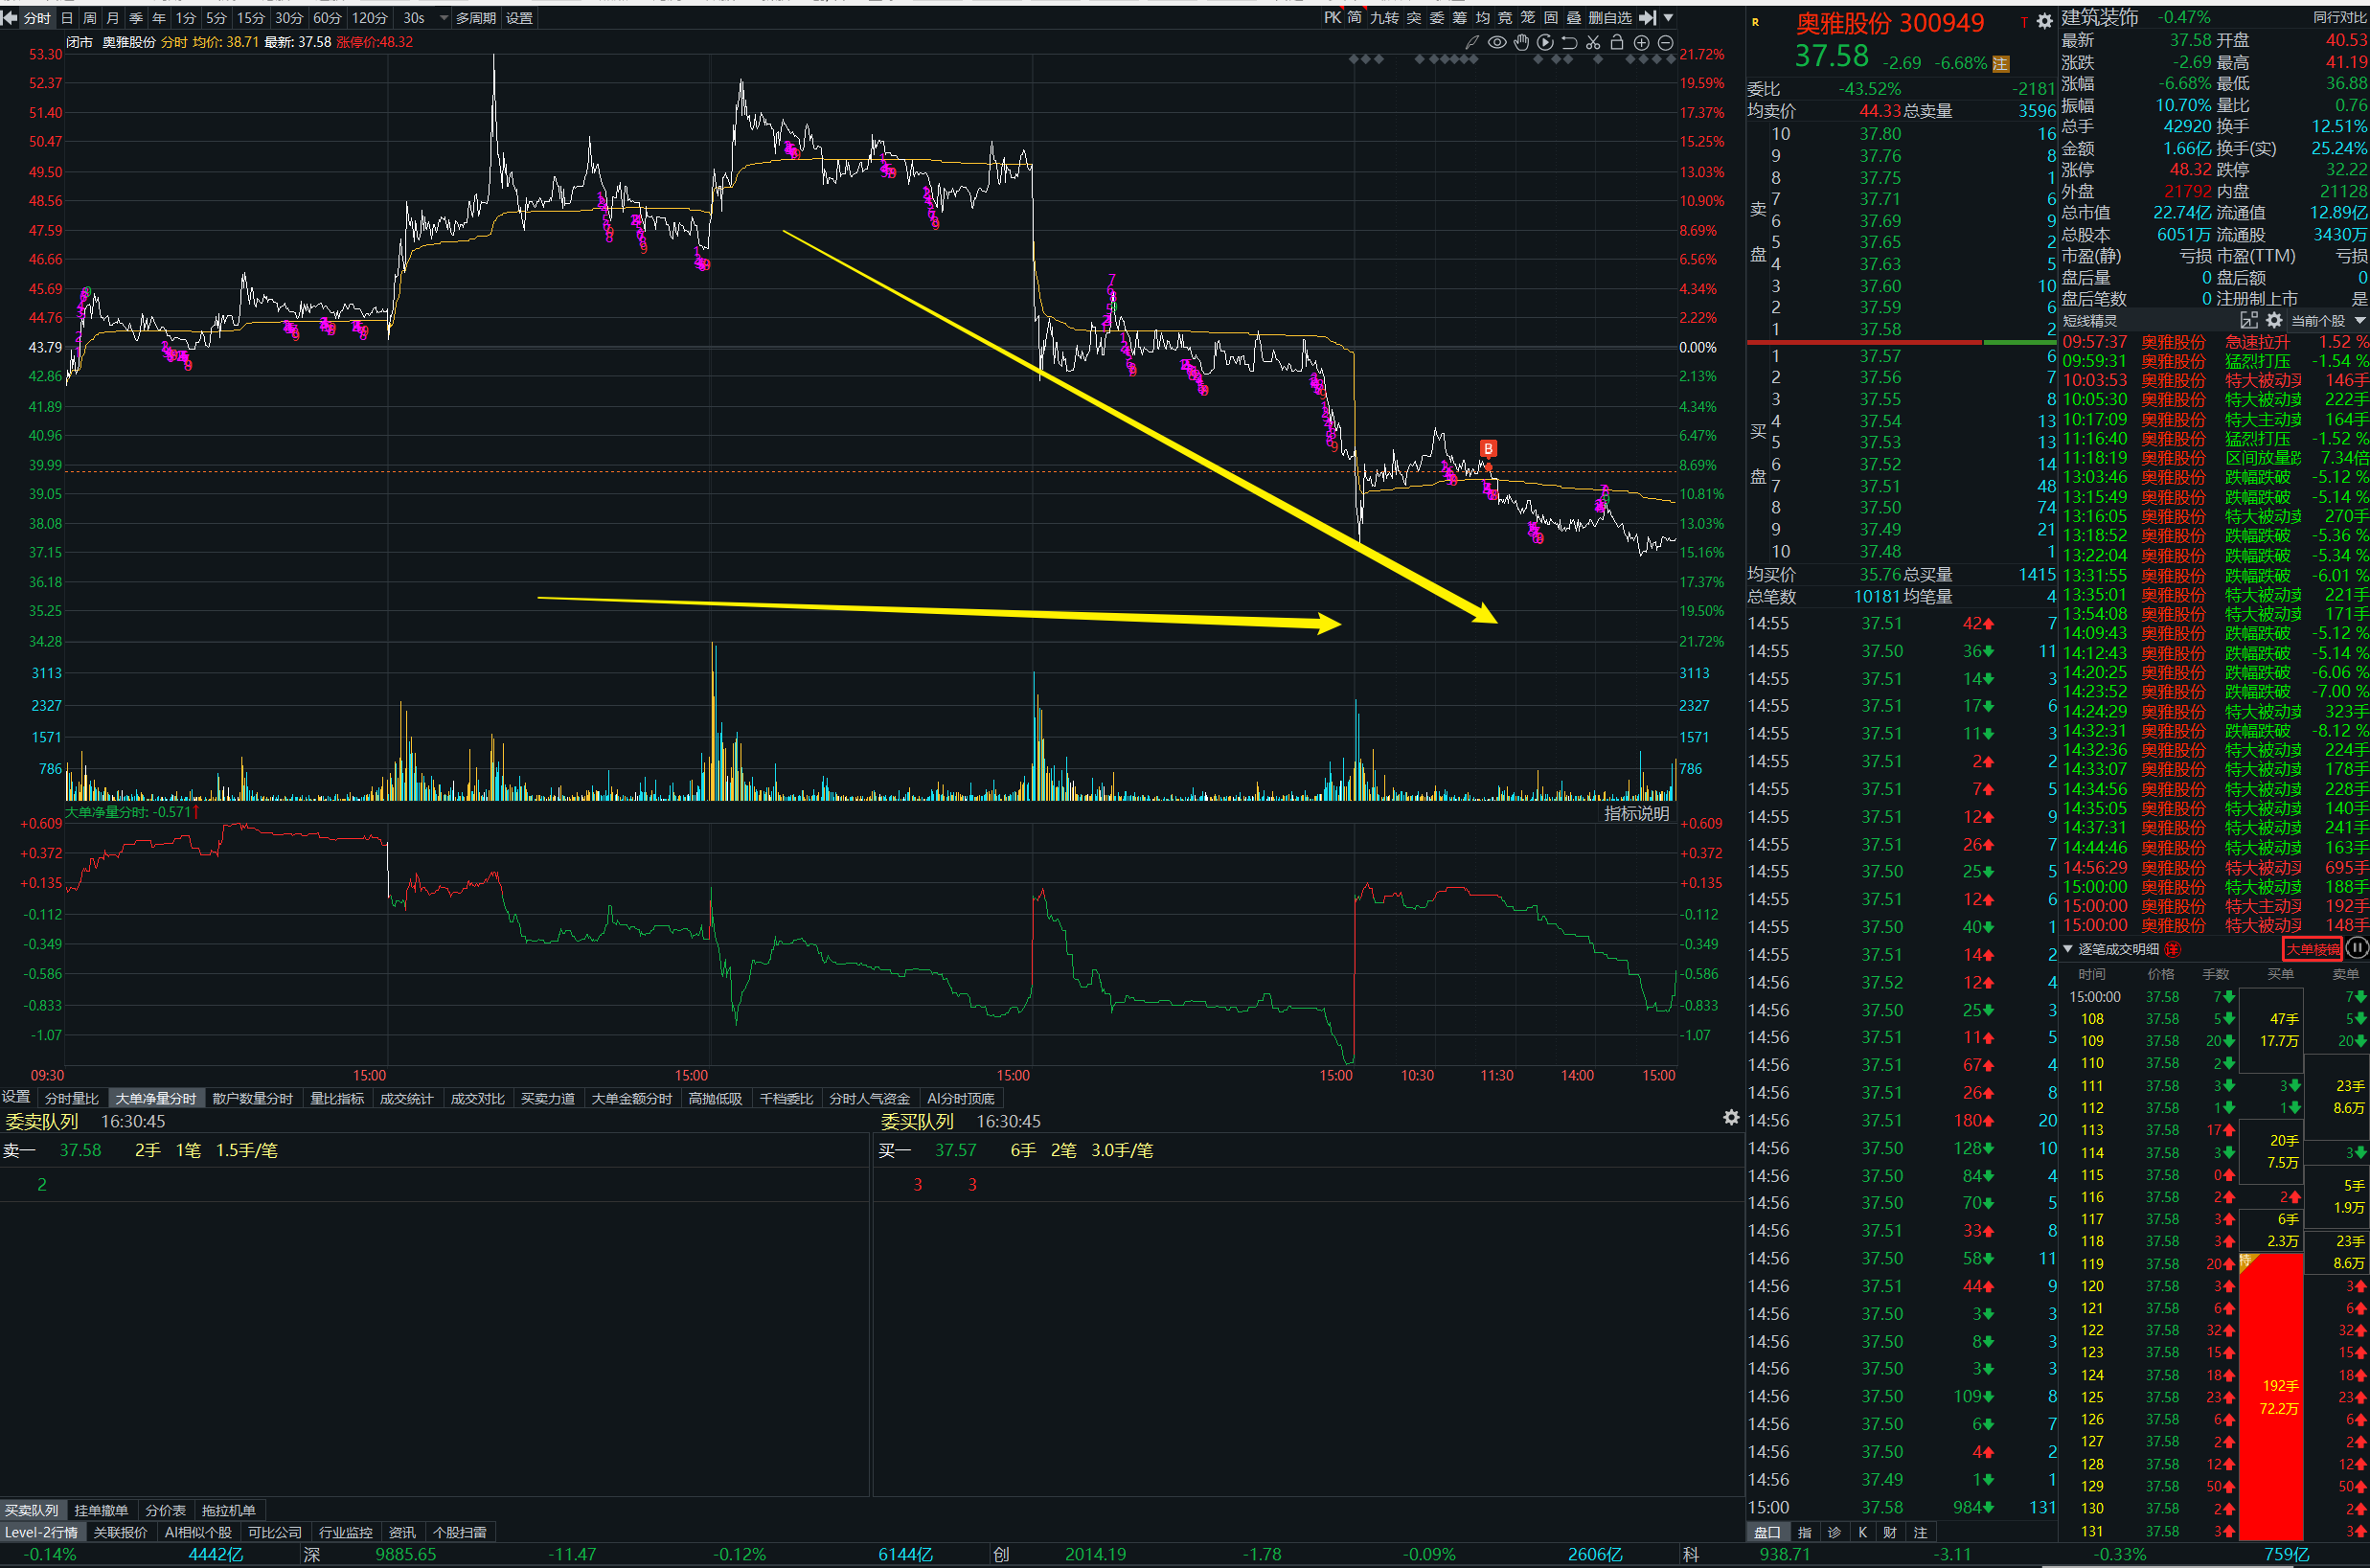 分时 日 周 月 季 年 1分 5分 15分 30分 60分 120分 30s 多周期 设置
PK 简 九转 突 委 筹 均 竞 笼 固 叠 删自选
闭市 奥雅股份 分时 均价: 38.71 最新: 37.58 涨停价:48.32
53.30 21.72%
52.37 19.59%
51.40 17.37%
50.47 15.25%
49.50 13.03%
48.56 10.90%
47.59 8.69%
46.66 6.56%
45.69 4.34%
44.76 2.22%
43.79 0.00%
42.86 2.13%
41.89 4.34%
40.96 6.47%
39.99 8.69%
39.05 10.81%
38.08 13.03%
37.15 15.16%
36.18 17.37%
35.25 19.50%
34.28 21.72%
B
3113 3113
2327 2327
1571 1571
786 786
大单净量分时: -0.571↑ 指标说明
+0.609 +0.609
+0.372 +0.372
+0.135 +0.135
-0.112 -0.112
-0.349 -0.349
-0.586 -0.586
-0.833 -0.833
-1.07 -1.07
09:30 15:00 15:00 15:00 15:00 10:30 11:30 14:00 15:00
设置 分时量比 大单净量分时 散户数量分时 量比指标 成交统计 成交对比 买卖力道 大单金额分时 高抛低吸 千档委比 分时人气资金 AI分时顶底
委卖队列 16:30:45
卖一 37.58 2手 1笔 1.5手/笔
2
委买队列 16:30:45
买一 37.57 6手 2笔 3.0手/笔
3 3
买卖队列 挂单撤单 分价表 拖拉机单
Level-2行情 关联报价 AI相似个股 可比公司 行业监控 资讯 个股扫雷
R 奥雅股份 300949 T
37.58 -2.69 -6.68% 注
委比 -43.52% -2181
均卖价 44.33 总卖量 3596
卖盘
10 37.80 16
9 37.76 8
8 37.75 1
7 37.71 6
6 37.69 9
5 37.65 2
4 37.63 5
3 37.60 10
2 37.59 6
1 37.58 2
买盘
1 37.57 6
2 37.56 7
3 37.55 8
4 37.54 13
5 37.53 13
6 37.52 14
7 37.51 48
8 37.50 74
9 37.49 21
10 37.48 1
均买价 35.76 总买量 1415
总笔数 10181 均笔量 4
14:55 37.51 42 7
14:55 37.50 36 11
14:55 37.51 14 3
14:55 37.51 17 6
14:55 37.51 11 3
14:55 37.51 2 2
14:55 37.51 7 5
14:55 37.51 12 9
14:55 37.51 26 7
14:55 37.50 25 5
14:55 37.51 12 6
14:55 37.50 40 1
14:55 37.51 14 2
14:56 37.52 12 4
14:56 37.50 25 3
14:56 37.51 11 5
14:56 37.51 67 4
14:56 37.51 26 8
14:56 37.51 180 20
14:56 37.50 128 10
14:56 37.50 84 4
14:56 37.50 70 5
14:56 37.51 33 8
14:56 37.50 58 11
14:56 37.51 44 9
14:56 37.50 3 3
14:56 37.50 8 3
14:56 37.50 3 3
14:56 37.50 109 8
14:56 37.50 6 7
14:56 37.50 4 2
14:56 37.49 1 1
15:00 37.58 984 131
盘口 指 诊 K 财 注
建筑装饰 -0.47% 同行对比
最新 37.58 开盘 40.53
涨跌 -2.69 最高 41.19
涨幅 -6.68% 最低 36.88
振幅 10.70% 量比 0.76
总手 42920 换手 12.51%
金额 1.66亿 换手(实) 25.24%
涨停 48.32 跌停 32.22
外盘 21792 内盘 21128
总市值 22.74亿 流通值 12.89亿
总股本 6051万 流通股 3430万
市盈(静) 亏损 市盈(TTM) 亏损
盘后量 0 盘后额 0
盘后笔数 0 注册制上市 是
短线精灵 当前个股
09:57:37 奥雅股份 急速拉升 1.52 %
09:59:31 奥雅股份 猛烈打压 -1.54 %
10:03:53 奥雅股份 特大被动买 146手
10:05:30 奥雅股份 特大被动卖 222手
10:17:09 奥雅股份 特大主动卖 164手
11:16:40 奥雅股份 猛烈打压 -1.52 %
11:18:19 奥雅股份 区间放量跌 7.34倍
13:03:46 奥雅股份 跌幅跌破 -5.12 %
13:15:49 奥雅股份 跌幅跌破 -5.14 %
13:16:05 奥雅股份 特大被动卖 270手
13:18:52 奥雅股份 跌幅跌破 -5.36 %
13:22:04 奥雅股份 跌幅跌破 -5.34 %
13:31:55 奥雅股份 跌幅跌破 -6.01 %
13:35:01 奥雅股份 特大被动卖 221手
13:54:08 奥雅股份 特大被动卖 171手
14:09:43 奥雅股份 跌幅跌破 -5.12 %
14:12:43 奥雅股份 跌幅跌破 -5.14 %
14:20:25 奥雅股份 跌幅跌破 -6.06 %
14:23:52 奥雅股份 跌幅跌破 -7.00 %
14:24:29 奥雅股份 特大被动卖 323手
14:32:31 奥雅股份 跌幅跌破 -8.12 %
14:32:36 奥雅股份 特大被动卖 224手
14:33:07 奥雅股份 特大被动卖 178手
14:34:56 奥雅股份 特大被动卖 228手
14:35:05 奥雅股份 特大被动卖 140手
14:37:31 奥雅股份 特大被动卖 241手
14:44:46 奥雅股份 特大被动卖 163手
14:56:29 奥雅股份 特大被动买 695手
15:00:00 奥雅股份 特大被动卖 188手
15:00:00 奥雅股份 特大主动买 192手
15:00:00 奥雅股份 特大被动买 148手
逐笔成交明细 大单棱镜
时间 价格 手数 买单 卖单
15:00:00 37.58 7 7
108 37.58 5 47手 5
109 37.58 20 17.7万 20
110 37.58 2
111 37.58 3 3 23手
112 37.58 1 1 8.6万
113 37.58 17 20手
114 37.58 3 7.5万 3
115 37.58 0 5手
116 37.58 2 2 1.9万
117 37.58 3 6手
118 37.58 3 2.3万 23手
119 37.58 20 8.6万
120 37.58 3 3
121 37.58 6 6
122 37.58 32 32
123 37.58 15 15
124 37.58 18 192手 18
125 37.58 23 72.2万 23
126 37.58 6 6
127 37.58 2 2
128 37.58 12 12
129 37.58 50 50
130 37.58 2 2
131 37.58 3 3
-0.14% 4442亿 深 9885.65 -11.47 -0.12% 6144亿 创 2014.19 -1.78 -0.09% 2606亿 科 938.71 -3.11 -0.33% 759亿